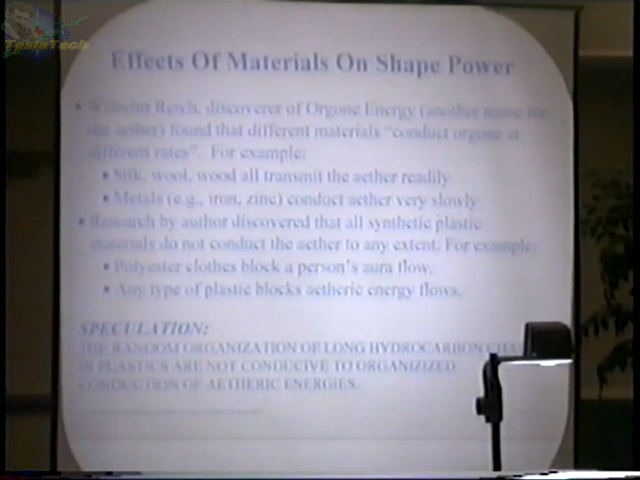 TeslaTech
Effects Of Materials On Shape Power
• Wilhelm Reich, discoverer of Orgone Energy (another name for
the aether) found that different materials "conduct orgone at
different rates". For example:
• Silk, wool, wood all transmit the aether readily
• Metals (e.g., iron, zinc) conduct aether very slowly
• Research by author discovered that all synthetic plastic
materials do not conduct the aether to any extent. For example:
• Polyester clothes block a person's aura flow.
• Any type of plastic blocks aetheric energy flows.
SPECULATION:
THE RANDOM ORGANIZATION OF LONG HYDROCARBON CHA
IN PLASTICS ARE NOT CONDUCIVE TO ORGANIZIZED
CONDUCTION OF AETHERIC ENERGIES.